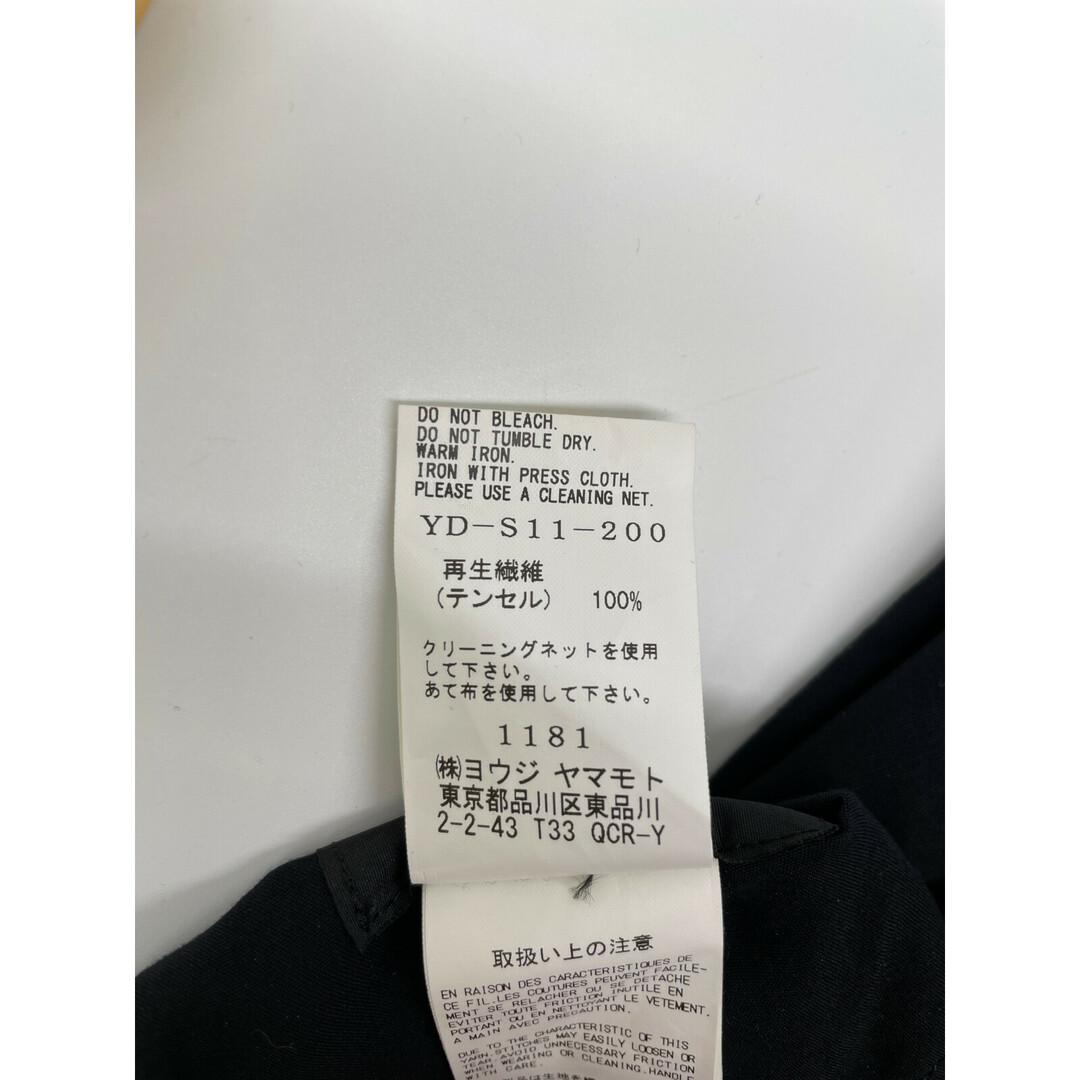 DO NOT BLEACH.
DO NOT TUMBLE DRY.
WARM IRON.
IRON WITH PRESS CLOTH.
PLEASE USE A CLEANING NET.
YD-S11-200
再生繊維
(テンセル) 100%
クリーニングネットを使用
して下さい。
あて布を使用して下さい。
1181
㈱ヨウジ ヤマモト
東京都品川区東品川
2-2-43 T33 QCR-Y
取扱い上の注意
EN RAISON DES CARACTERISTIQUES DE
CE FIL.LES COUTURES PEUVENT FACILE-
MENT SE RELACHER OU SE DETACHE
EVITER TOUTE FRICTION INUTILE EN
PORTANT OU EN NETTOYANT LE VETEMENT.
A MAIN AVEC PRECAUTION.
DUE TO THE CHARACTERISTIC OF THIS
YARN.STITCHES MAY EASILY LOOSEN OR
TEAR.AVOID UNNECESSARY FRICTION
WHEN WEARING OR CLEANING.HANDLE
WITH CARE.